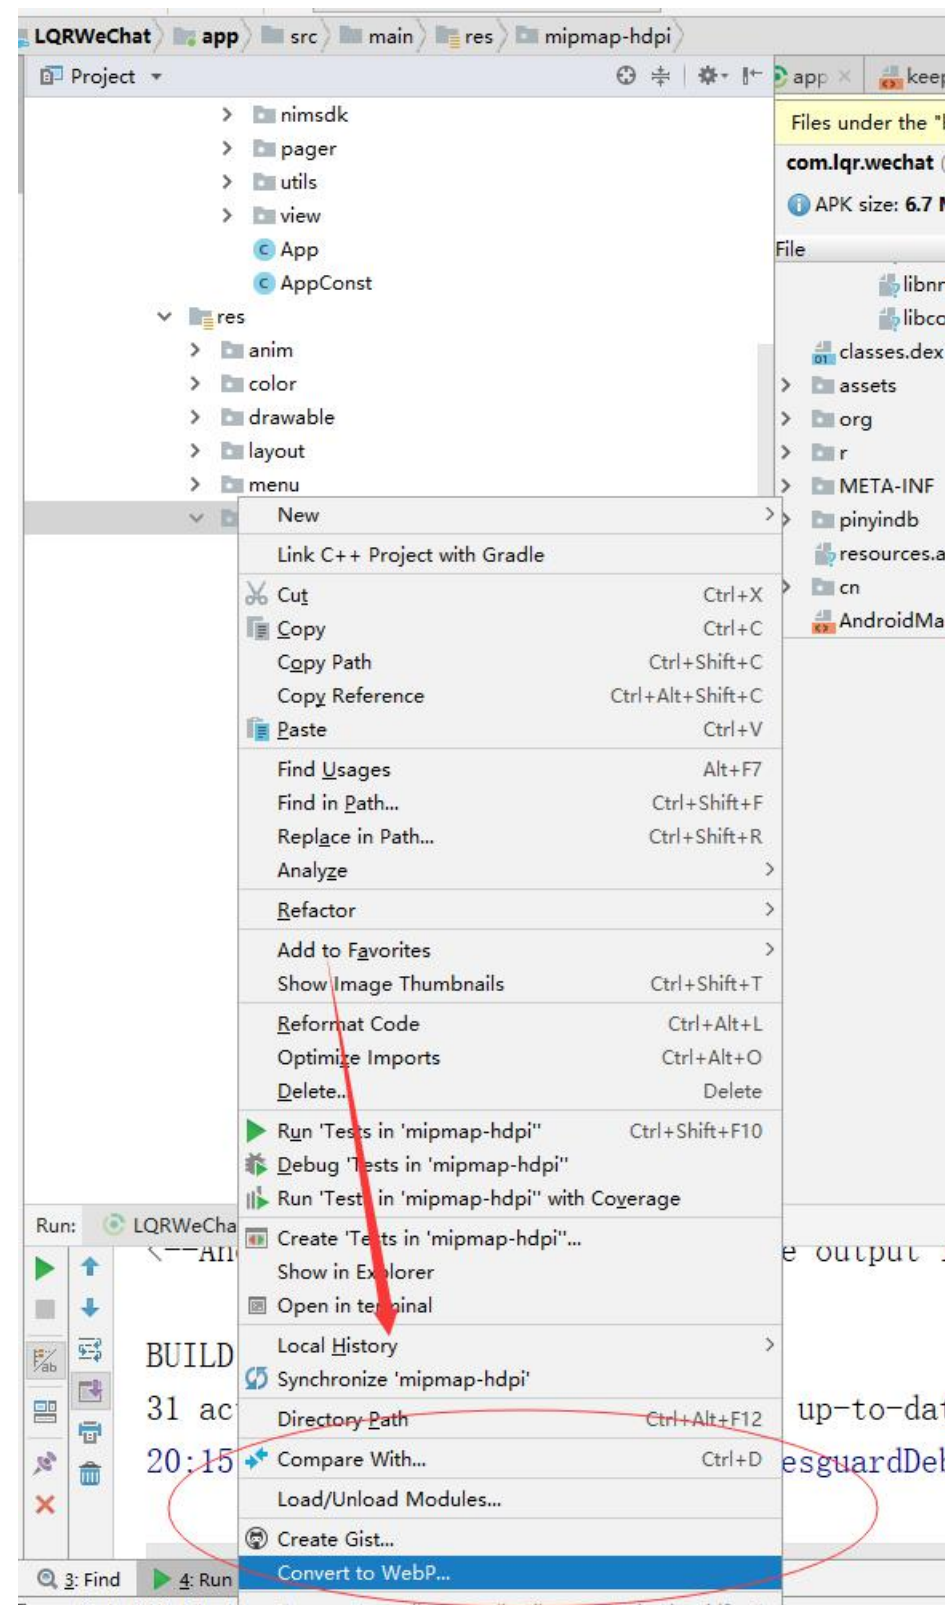 LQRWeChat app src main res mipmap-hdpi
Project
app
Files under the
nimsdk
pager
utils
view
App
AppConst
res
anim
color
drawable
layout
menu
com.lqr.wechat
APK size: 6.7
File
classes.dex
assets
org
r
META-INF
pinyindb
cn
New
Link C++ Project with Gradle
Cut Ctrl+X
Copy Ctrl+C
Copy Path Ctrl+Shift+C
Copy Reference Ctrl+Alt+Shift+C
Paste Ctrl+V
Find Usages Alt+F7
Find in Path... Ctrl+Shift+F
Replace in Path... Ctrl+Shift+R
Analyze
Refactor
Add to Favorites
Show Image Thumbnails Ctrl+Shift+T
Reformat Code Ctrl+Alt+L
Optimize Imports Ctrl+Alt+O
Delete... Delete
Run 'Tests in 'mipmap-hdpi'' Ctrl+Shift+F10
Debug 'Tests in 'mipmap-hdpi''
Run 'Tests in 'mipmap-hdpi'' with Coverage
Create 'Tests in 'mipmap-hdpi''...
Show in Explorer
Open in terminal
Local History
Synchronize 'mipmap-hdpi'
Directory Path Ctrl+Alt+F12
Compare With... Ctrl+D
Load/Unload Modules...
Create Gist...
Convert to WebP...
Run: LQRWeCha
output
BUILD
31 up-to-dat
20:15
3: Find 4: Run